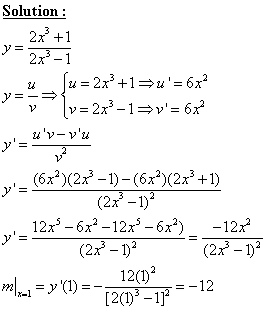 Solution :
y = (2x³ + 1)/(2x³ − 1)
y = u/v ⇒ { u = 2x³ + 1 ⇒ u ' = 6x²
v = 2x³ − 1 ⇒ v ' = 6x²
y' = (u'v − v'u)/v²
y' = ((6x²)(2x³ − 1) − (6x²)(2x³ + 1))/(2x³ − 1)²
y' = (12x⁵ − 6x² − 12x⁵ − 6x²))/(2x³ − 1)² = −12x²/(2x³ − 1)²
m|ₓ₌₁ = y'(1) = − 12(1)²/[2(1)³ − 1]² = −12